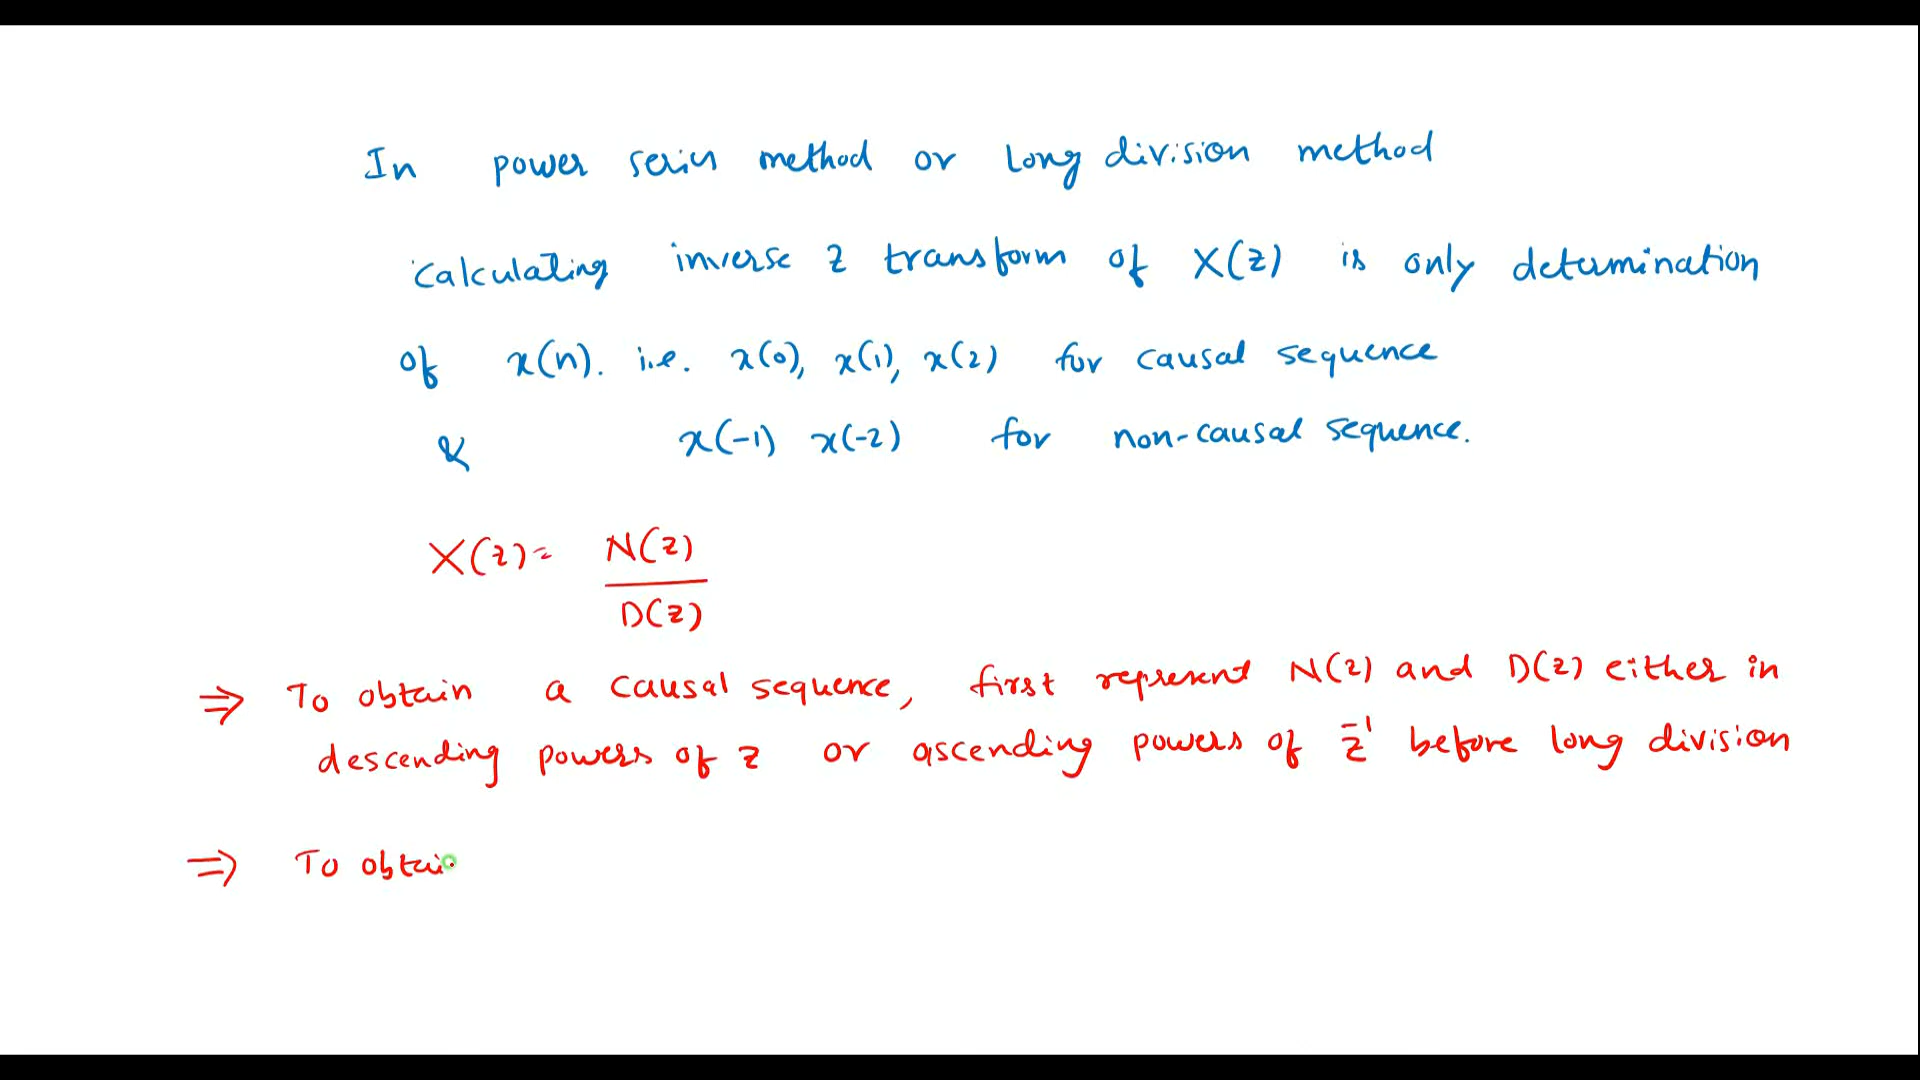 In power series method or long division method
calculating inverse z transform of X(z) is only determination
of x(n). i.e. x(0), x(1), x(2) for causal sequence
& x(-1) x(-2) for non-causal sequence.
X(z) = N(z)
D(z)
⇒ To obtain a causal sequence, first represent N(z) and D(z) either in
descending powers of z or ascending powers of z⁻¹ before long division
⇒ To obtai